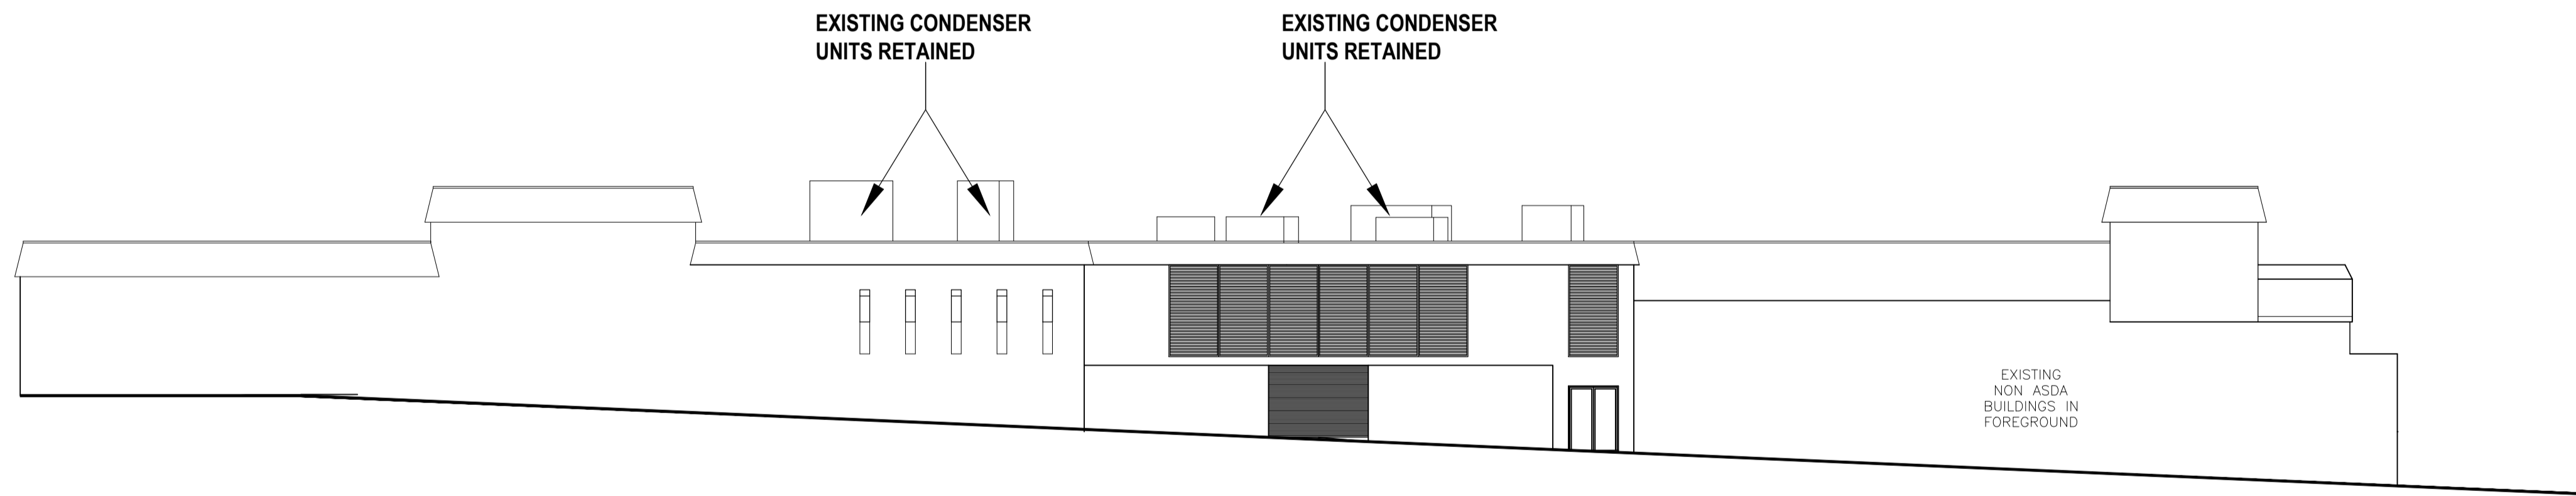 EXISTING CONDENSER
UNITS RETAINED
EXISTING CONDENSER
UNITS RETAINED
EXISTING
NON ASDA
BUILDINGS IN
FOREGROUND